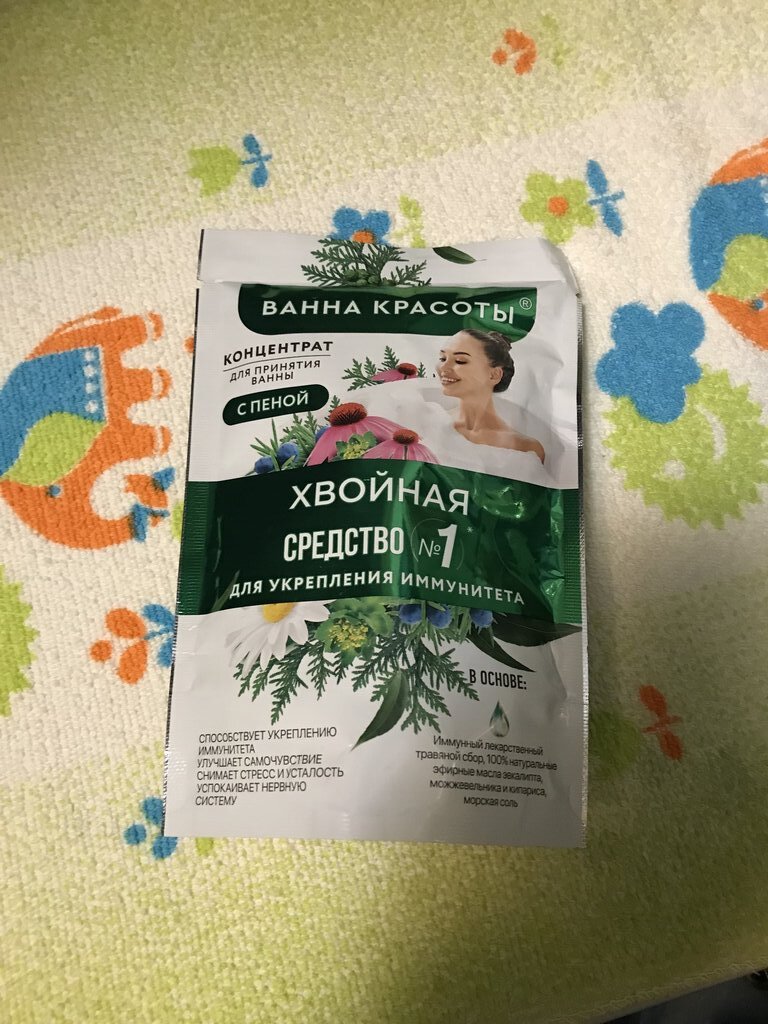 ВАННА КРАСОТЫ®
КОНЦЕНТРАТ
ДЛЯ ПРИНЯТИЯ
ВАННЫ
С ПЕНОЙ
ХВОЙНАЯ
СРЕДСТВО №1*
ДЛЯ УКРЕПЛЕНИЯ ИММУНИТЕТА
СПОСОБСТВУЕТ УКРЕПЛЕНИЮ
ИММУНИТЕТА
УЛУЧШАЕТ САМОЧУВСТВИЕ
СНИМАЕТ СТРЕСС И УСТАЛОСТЬ
УСПОКАИВАЕТ НЕРВНУЮ
СИСТЕМУ
В ОСНОВЕ:
Иммунный лекарственный
травяной сбор, 100% натуральные
эфирные масла эвкалипта,
можжевельника и кипариса,
морская соль